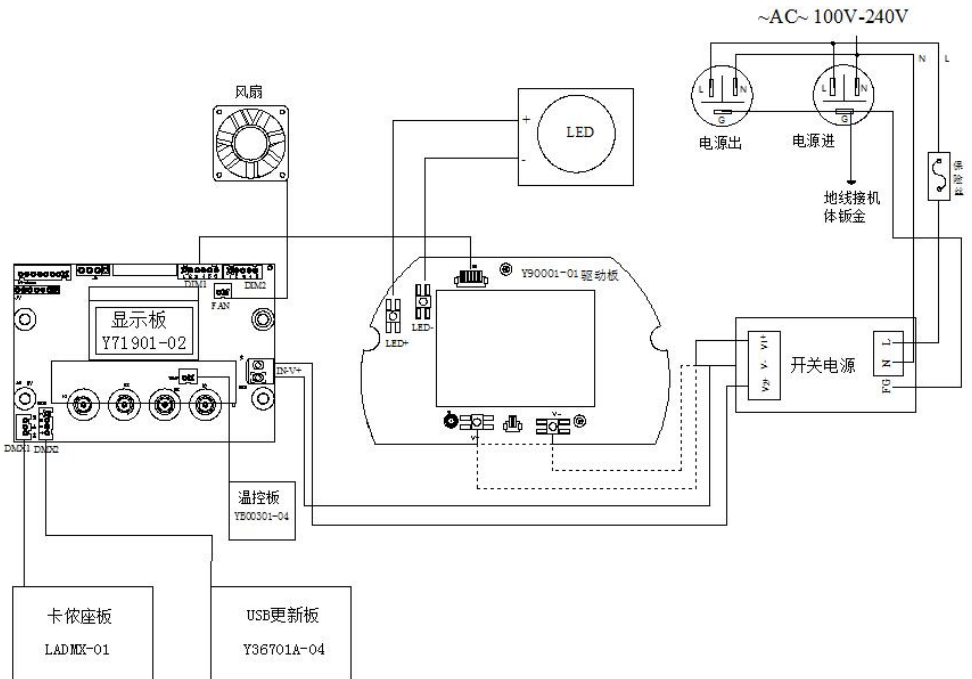 ~AC~ 100V-240V
N
L
L
N
G
L
N
G
电源出
电源进
保险丝
地线接机
体钣金
风扇
+
-
LED
DIM1
DIM2
FAN
显示板
Y71901-02
IN-V+
DMX1
DMX2
Y90001-01驱动板
LED+
LED-
V+
V-
V1+
V-
V2+
开关电源
L
N
FG
温控板
YB00301-04
卡侬座板
LADMX-01
USB更新板
Y36701A-04